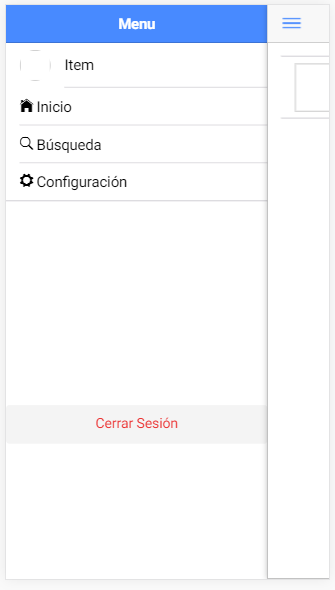 Menu
Item
Inicio
Búsqueda
Configuración
Cerrar Sesión